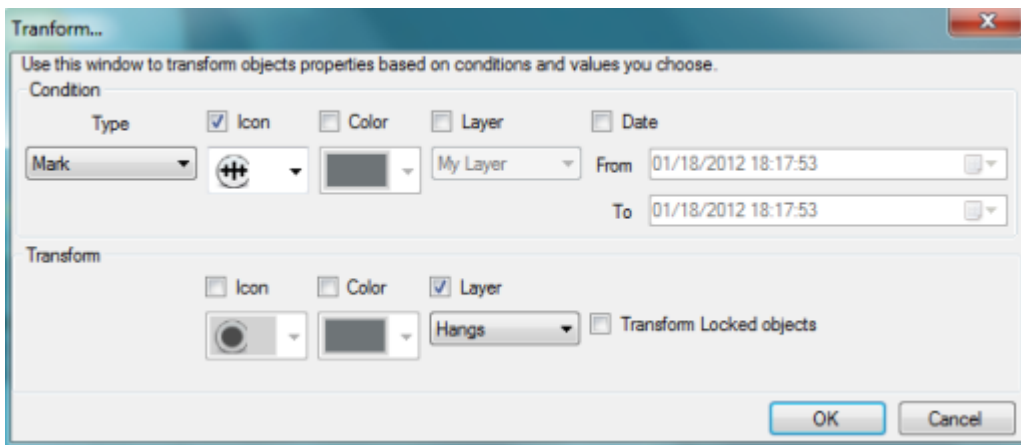 Tranform...
Use this window to transform objects properties based on conditions and values you choose.
Condition
Type Icon Color Layer Date
Mark My Layer From 01/18/2012 18:17:53
To 01/18/2012 18:17:53
Transform
Icon Color Layer
Hangs Transform Locked objects
OK Cancel